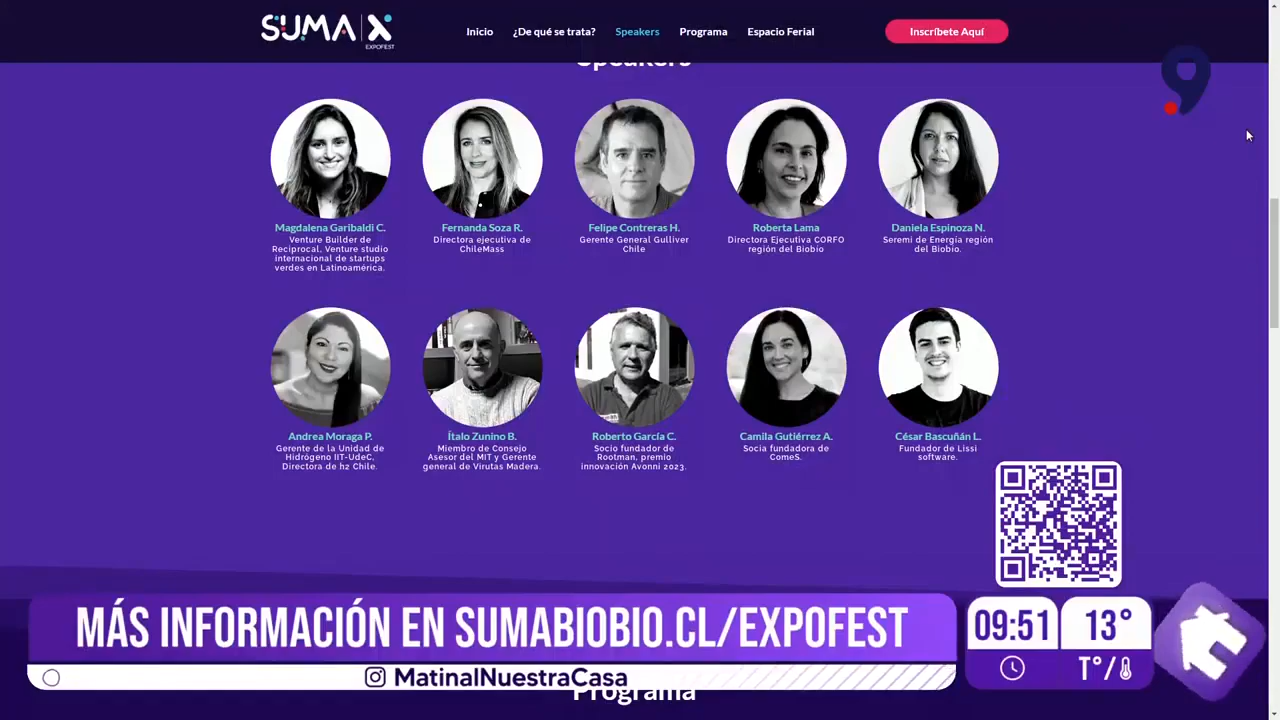 SUMA X
EXPOFEST
Inicio
¿De qué se trata?
Speakers
Programa
Espacio Ferial
Inscríbete Aquí
Speakers
Magdalena Garibaldi C.
Venture Builder de
Reciprocal, Venture studio
internacional de startups
verdes en Latinoamérica.
Fernanda Soza R.
Directora ejecutiva de
ChileMass
Felipe Contreras H.
Gerente General Gulliver
Chile
Roberta Lama
Directora Ejecutiva CORFO
región del Biobío
Daniela Espinoza N.
Seremi de Energía región
del Biobío.
Andrea Moraga P.
Gerente de la Unidad de
Hidrógeno IIT-UdeC,
Directora de h2 Chile.
Ítalo Zunino B.
Miembro de Consejo
Asesor del MIT y Gerente
general de Virutas Madera.
Roberto García C.
Socio fundador de
Rootman, premio
innovación Avonni 2023.
Camila Gutiérrez A.
Socia fundadora de
ComeS.
César Bascuñán L.
Fundador de Lissi
software.
MÁS INFORMACIÓN EN SUMABIOBIO.CL/EXPOFEST
09:51
13°
T°/
MatinalNuestraCasa
Programa